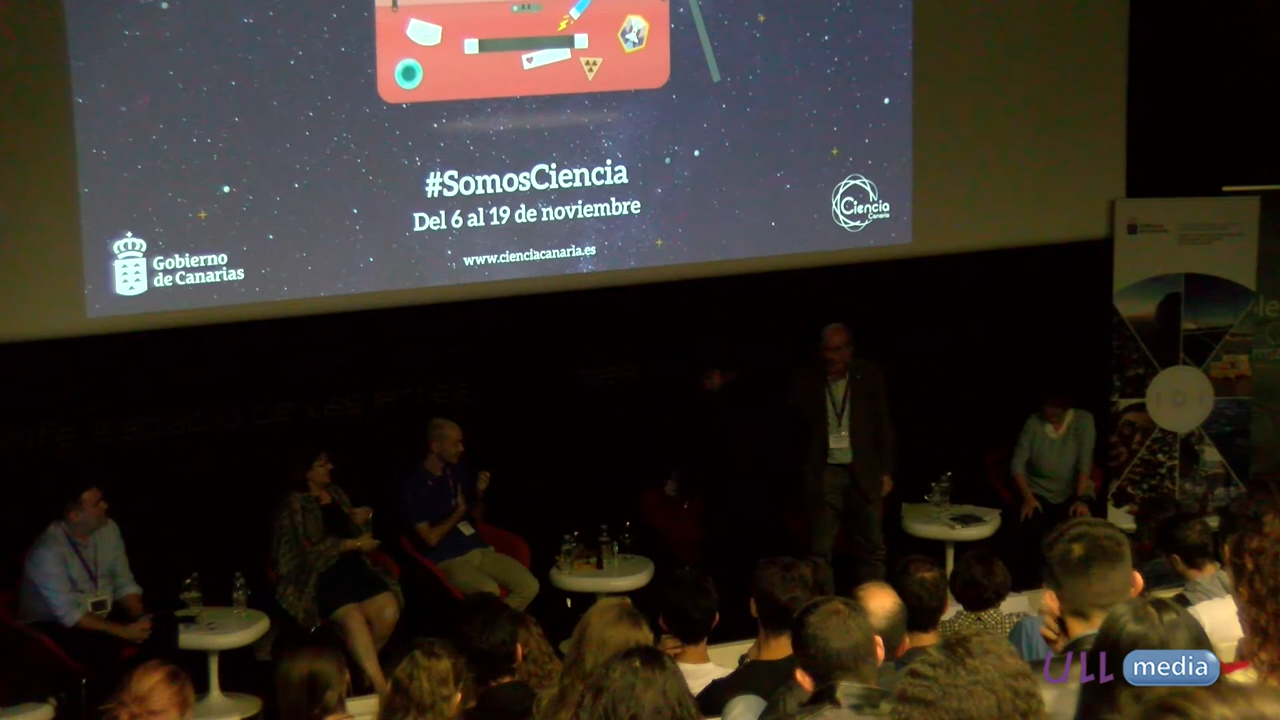 #SomosCiencia
Del 6 al 19 de noviembre
www.cienciacanaria.es
Gobierno
de Canarias
Ciencia
Canaria
ULL
media